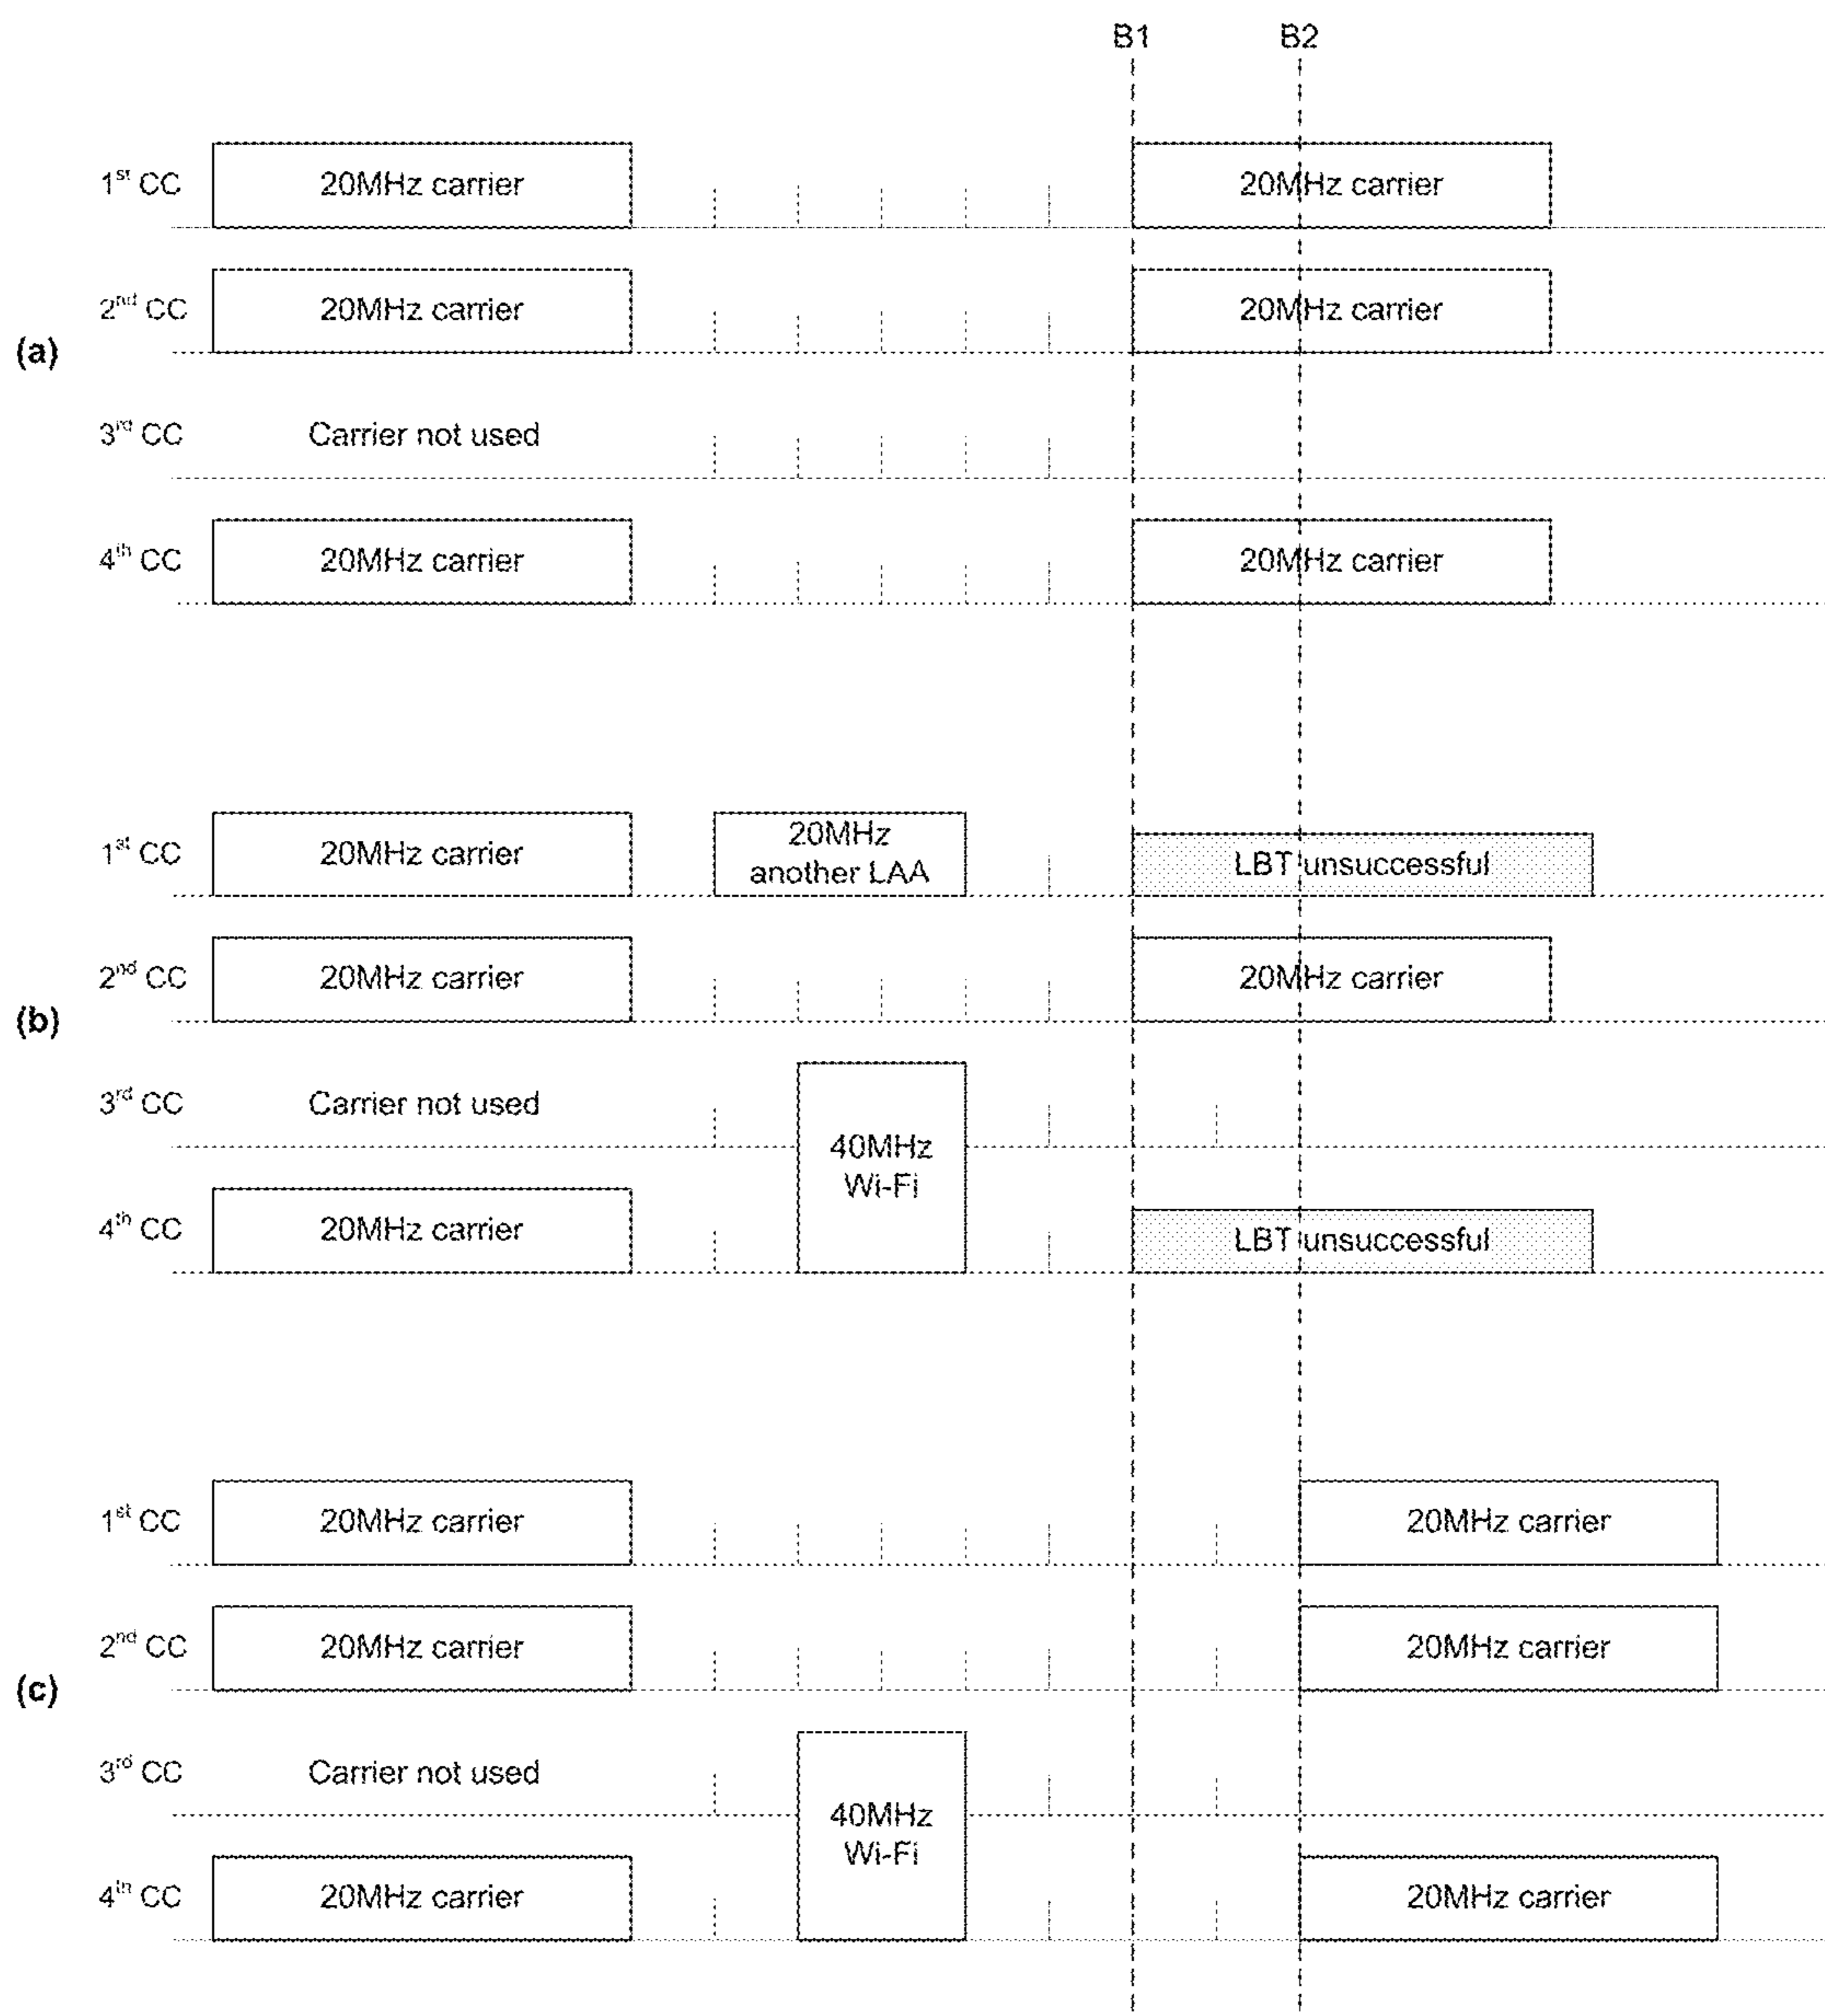 B1 B2
1st CC 20MHz carrier 20MHz carrier
2nd CC 20MHz carrier 20MHz carrier
(a)
3rd CC Carrier not used
4th CC 20MHz carrier 20MHz carrier
1st CC 20MHz carrier 20MHz another LAA LBT unsuccessful
2nd CC 20MHz carrier 20MHz carrier
(b)
3rd CC Carrier not used
40MHz
Wi-Fi
4th CC 20MHz carrier LBT unsuccessful
1st CC 20MHz carrier 20MHz carrier
2nd CC 20MHz carrier 20MHz carrier
(c)
3rd CC Carrier not used
40MHz
Wi-Fi
4th CC 20MHz carrier 20MHz carrier